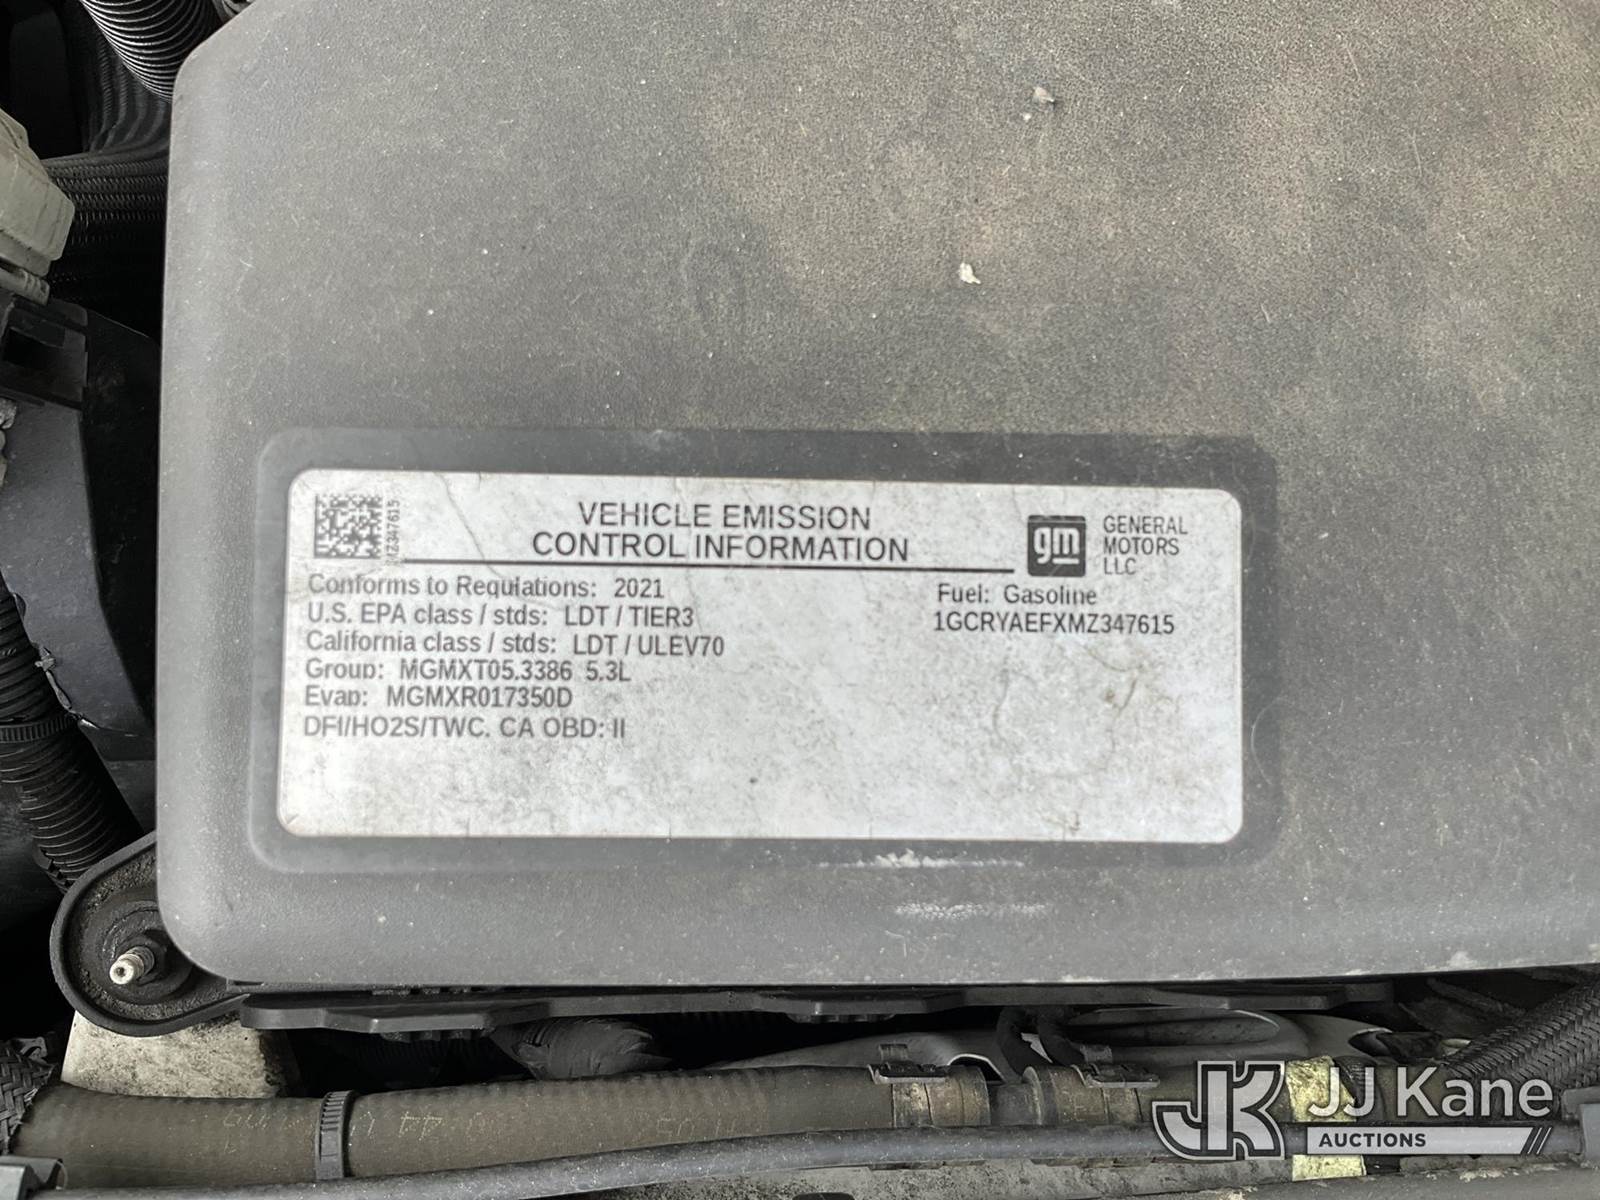 MZ347615
VEHICLE EMISSION
CONTROL INFORMATION
gm
GENERAL
MOTORS
LLC
Conforms to Regulations: 2021
U.S. EPA class / stds: LDT / TIER3
California class / stds: LDT / ULEV70
Group: MGMXT05.3386 5.3L
Evap: MGMXR017350D
DFI/HO2S/TWC. CA OBD: II
Fuel: Gasoline
1GCRYAEFXMZ347615
JK
JJ Kane
AUCTIONS